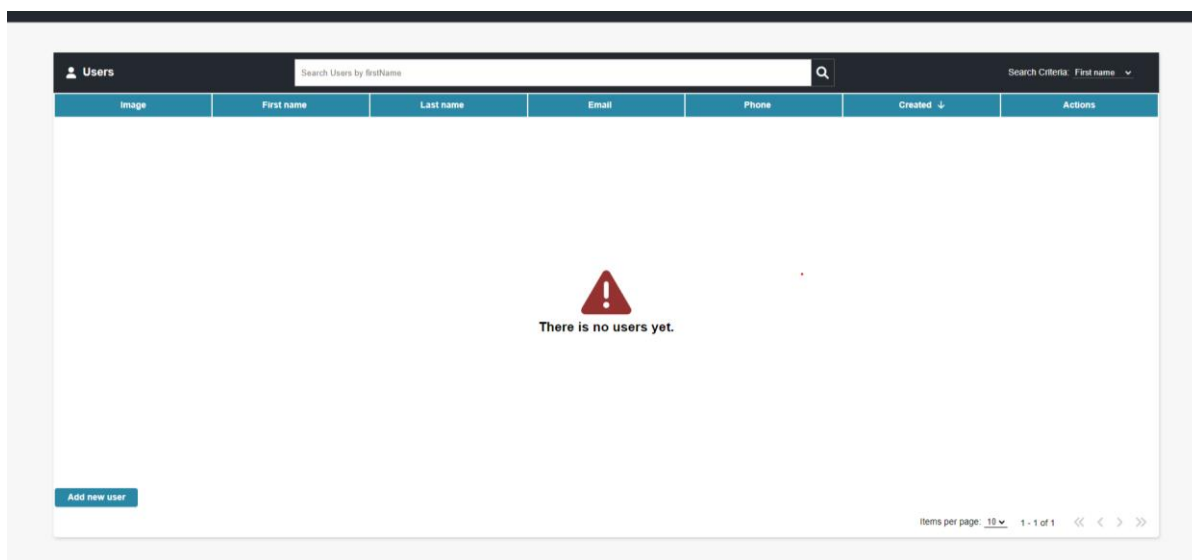 Users
Search Users by firstName
Search Criteria: First name
Image First name Last name Email Phone Created Actions
There is no users yet.
Add new user
Items per page: 10 1 - 1 of 1